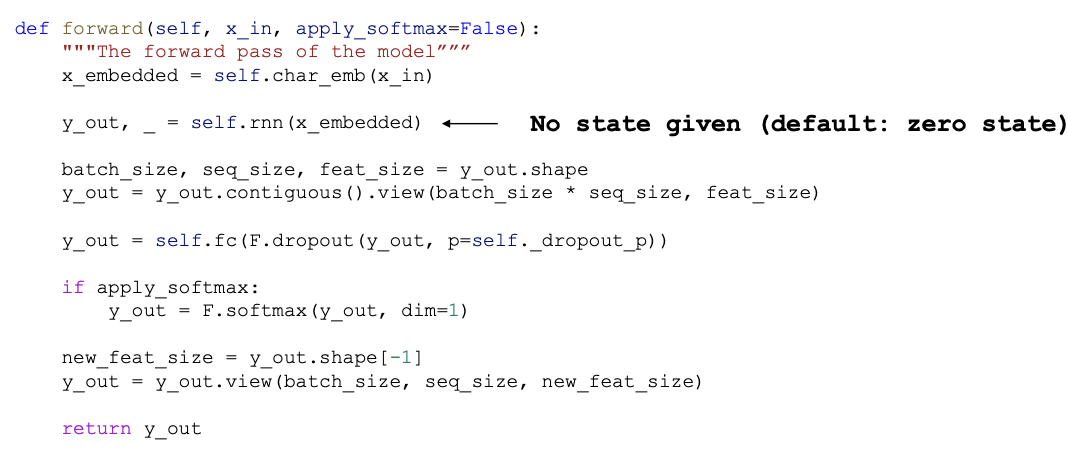 def forward(self, x_in, apply_softmax=False):
    """The forward pass of the model”””
    x_embedded = self.char_emb(x_in)
    y_out, _ = self.rnn(x_embedded) No state given (default: zero state)
    batch_size, seq_size, feat_size = y_out.shape
    y_out = y_out.contiguous().view(batch_size * seq_size, feat_size)
    y_out = self.fc(F.dropout(y_out, p=self._dropout_p))
    if apply_softmax:
        y_out = F.softmax(y_out, dim=1)
    new_feat_size = y_out.shape[-1]
    y_out = y_out.view(batch_size, seq_size, new_feat_size)
    return y_out